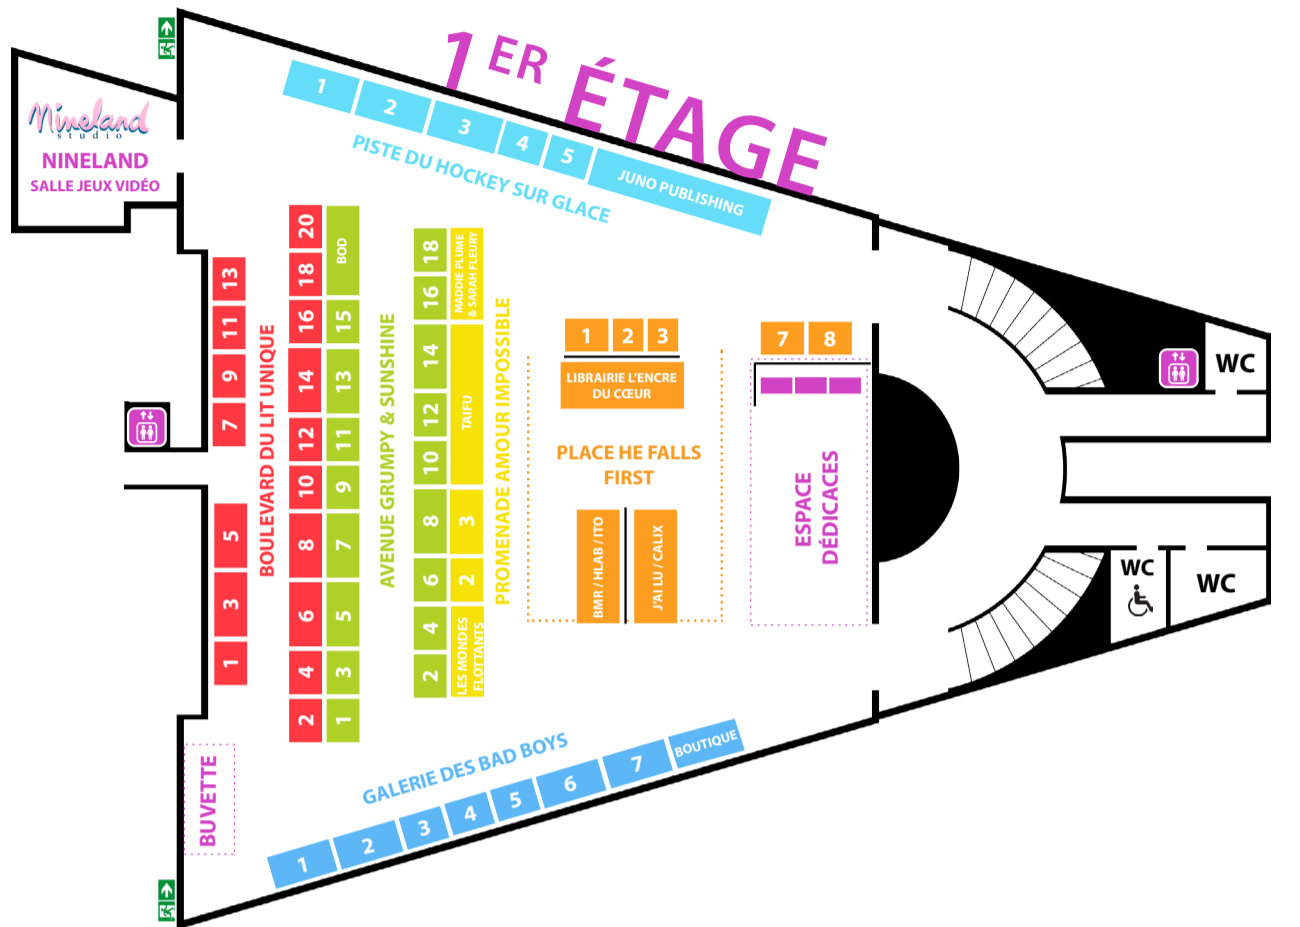 1ER ÉTAGE
Nineland
studio
NINELAND
SALLE JEUX VIDÉO
1
2
3
4
5
JUNO PUBLISHING
PISTE DU HOCKEY SUR GLACE
13
11
9
7
5
3
1
BOULEVARD DU LIT UNIQUE
20
18
16
14
12
10
8
6
4
2
BOD
15
13
11
9
7
5
3
1
AVENUE GRUMPY & SUNSHINE
18
16
14
12
10
8
6
4
2
MADDIE PLUME
& SARAH FLEURY
TAIFU
3
2
LES MONDES
FLOTTANTS
PROMENADE AMOUR IMPOSSIBLE
1
2
3
LIBRAIRIE L'ENCRE
DU CŒUR
PLACE HE FALLS
FIRST
BMR / HLAB / ITO
J'AI LU / CALIX
7
8
ESPACE
DÉDICACES
WC
WC
WC
GALERIE DES BAD BOYS
1
2
3
4
5
6
7
BOUTIQUE
BUVETTE